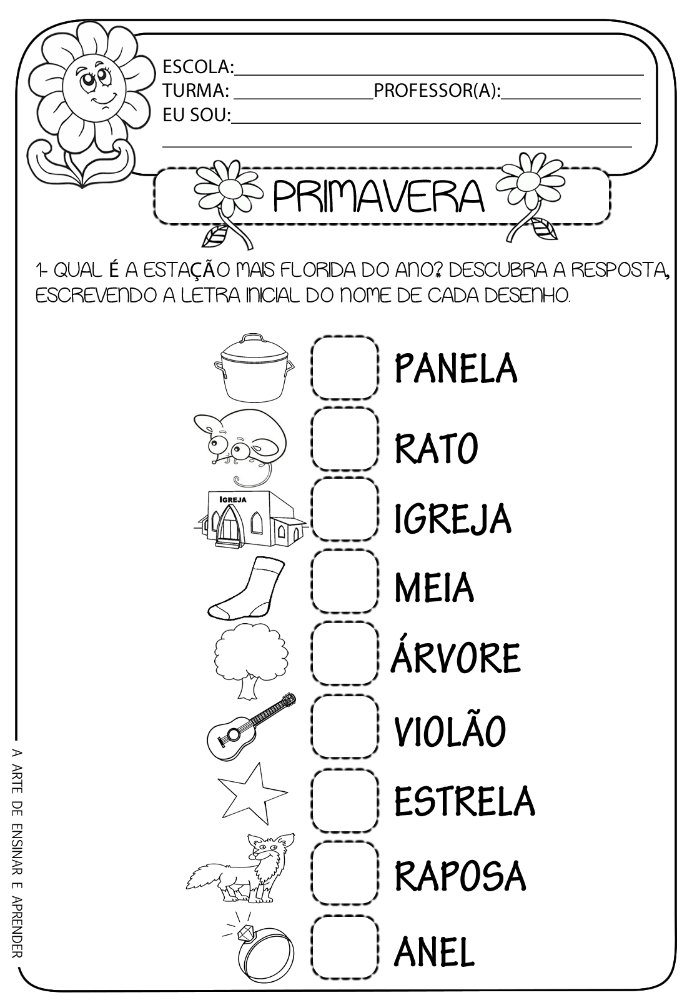 ESCOLA:
TURMA: PROFESSOR(A):
EU SOU:
PRIMAVERA
1- QUAL É A ESTAÇÃO MAIS FLORIDA DO ANO? DESCUBRA A RESPOSTA,
ESCREVENDO A LETRA INICIAL DO NOME DE CADA DESENHO.
PANELA
RATO
IGREJA
IGREJA
MEIA
ÁRVORE
VIOLÃO
ESTRELA
RAPOSA
ANEL
A ARTE DE ENSINAR E APRENDER